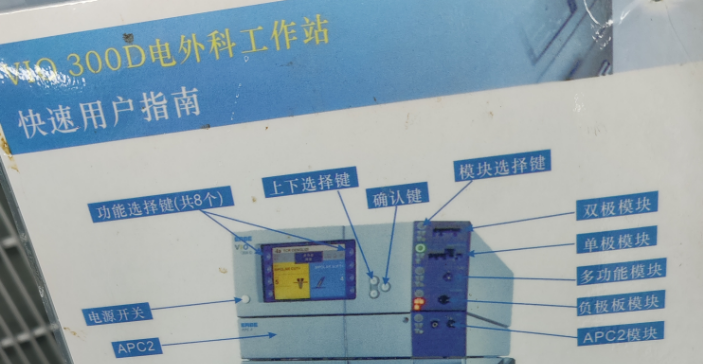 VIO 300D电外科工作站
快速用户指南
模块选择键
上下选择键
确认键
功能选择键(共8个)
双极模块
单极模块
多功能模块
负极板模块
APC2模块
电源开关
APC2
ERBE